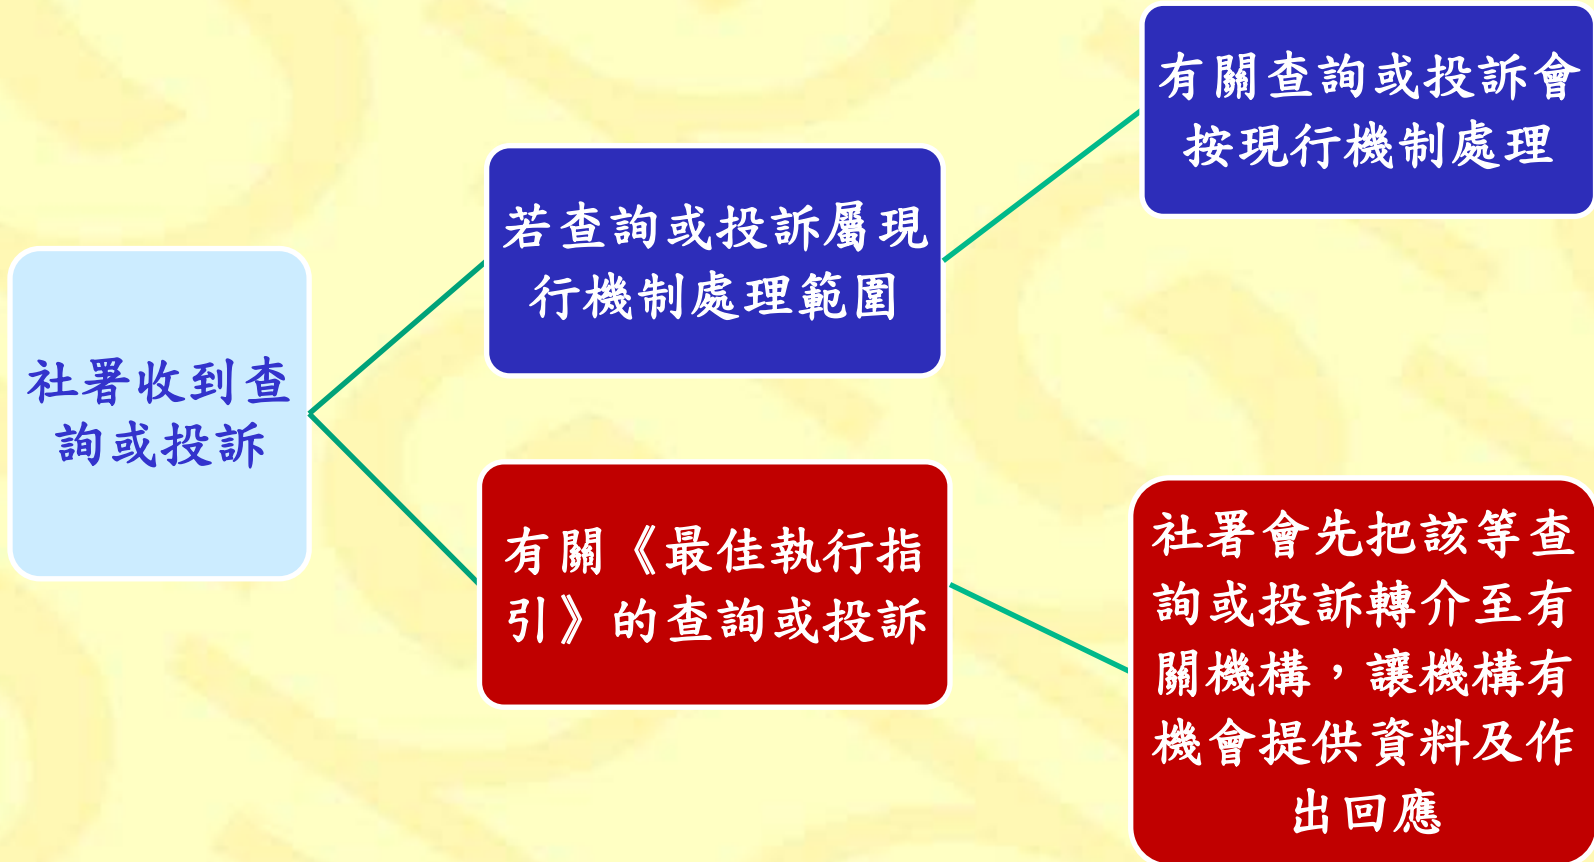 社署收到查
詢或投訴
若查詢或投訴屬現
行機制處理範圍
有關查詢或投訴會
按現行機制處理
有關《最佳執行指
引》的查詢或投訴
社署會先把該等查
詢或投訴轉介至有
關機構，讓機構有
機會提供資料及作
出回應